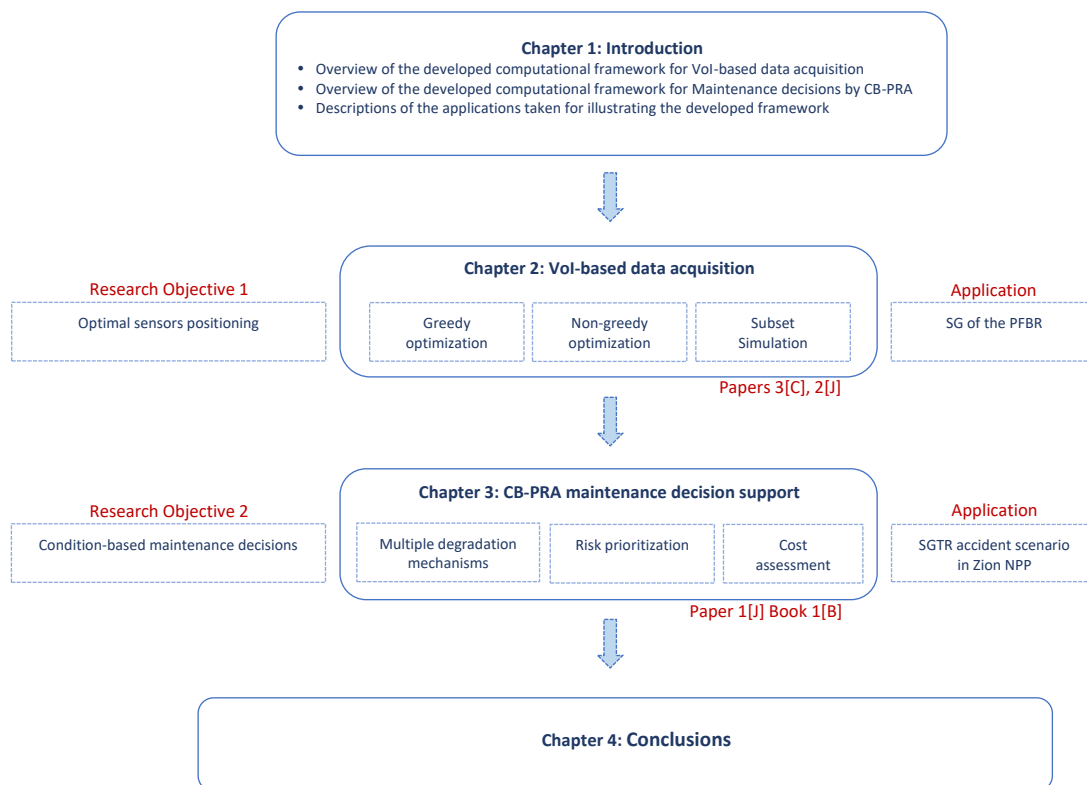 Chapter 1: Introduction
• Overview of the developed computational framework for VoI-based data acquisition
• Overview of the developed computational framework for Maintenance decisions by CB-PRA
• Descriptions of the applications taken for illustrating the developed framework
Chapter 2: VoI-based data acquisition
Research Objective 1
Optimal sensors positioning
Greedy
optimization
Non-greedy
optimization
Subset
Simulation
Application
SG of the PFBR
Papers 3[C], 2[J]
Chapter 3: CB-PRA maintenance decision support
Research Objective 2
Condition-based maintenance decisions
Multiple degradation
mechanisms
Risk prioritization
Cost
assessment
Application
SGTR accident scenario
in Zion NPP
Paper 1[J] Book 1[B]
Chapter 4: Conclusions